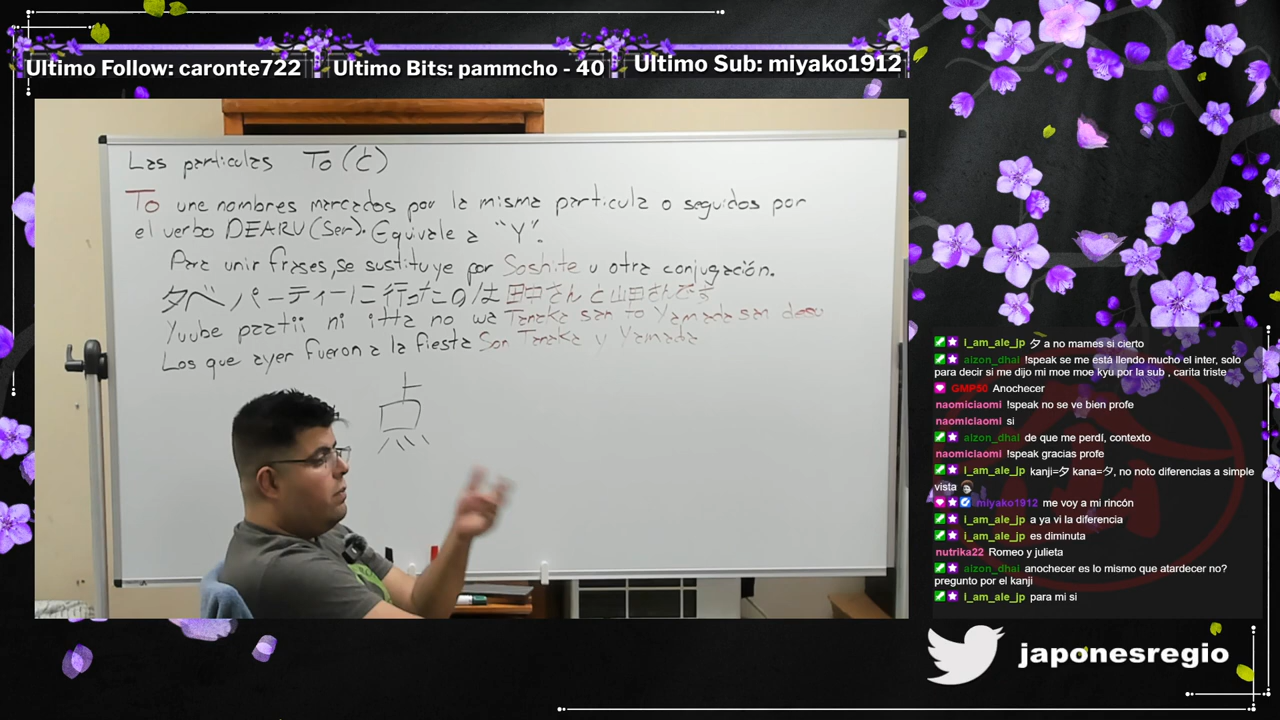 Ultimo Follow: caronte722
Ultimo Bits: pammcho - 40
Ultimo Sub: miyako1912
Las particulas To (と)
To une nombres marcados por la misma particula o seguidos por
el verbo DEARU (Ser). Equivale a "Y".
Para unir frases, se sustituye por Soshite u otra conjugación.
夕べ パーティーに行ったのは田中さんと山田さんです
Yuube paatii ni itta no wa Tanaka san to Yamada san desu
Los que ayer fueron a la fiesta Son Tanaka y Yamada
l_am_ale_jp 夕 a no mames si cierto
aizon_dhal !speak se me está llendo mucho el inter, solo
para decir si me dijo mi moe moe kyu por la sub , carita triste
GMP50 Anochecer
naomiciaomi !speak no se ve bien profe
naomiciaomi si
aizon_dhal de que me perdí, contexto
naomiciaomi !speak gracias profe
l_am_ale_jp kanji=夕 kana=タ, no noto diferencias a simple
vista
miyako1912 me voy a mi rincón
l_am_ale_jp a ya vi la diferencia
l_am_ale_jp es diminuta
nutrika22 Romeo y julieta
aizon_dhal anochecer es lo mismo que atardecer no?
pregunto por el kanji
l_am_ale_jp para mi si
japonesregio